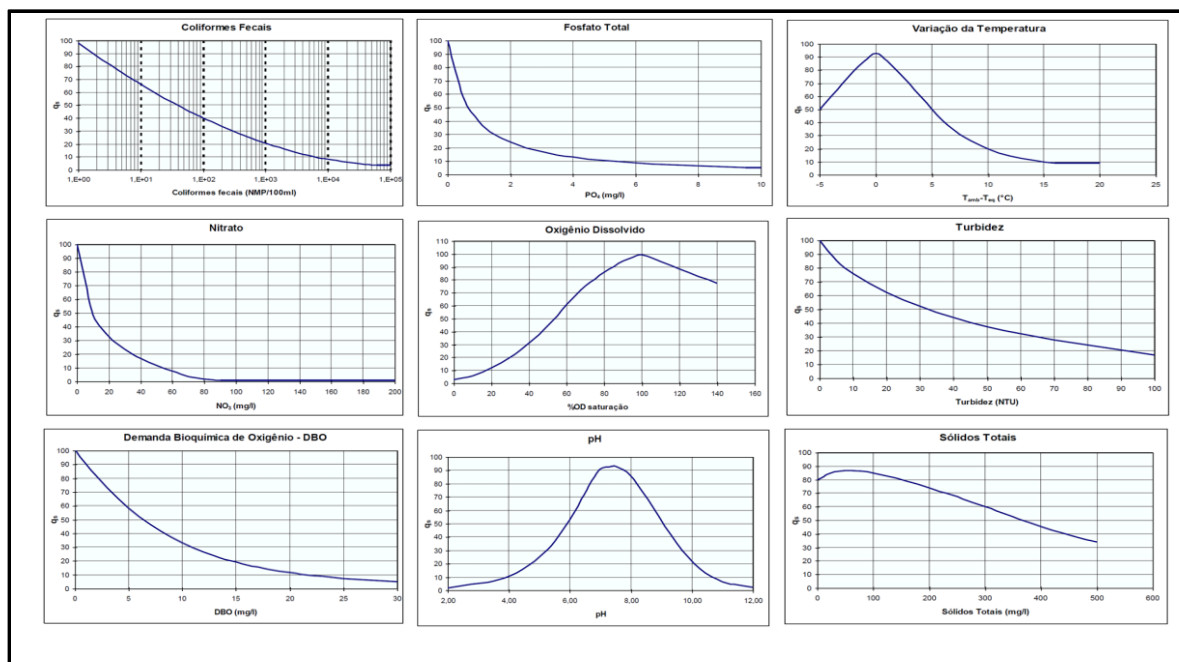 Coliformes Fecais
100
90
80
70
60
50
40
30
20
10
0
qs
1,E+00 1,E+01 1,E+02 1,E+03 1,E+04 1,E+05
Coliformes fecais (NMP/100ml)
Fosfato Total
100
90
80
70
60
50
40
30
20
10
0
qs
0 2 4 6 8 10
PO₄ (mg/l)
Variação da Temperatura
100
90
80
70
60
50
40
30
20
10
0
qs
-5 0 5 10 15 20 25
(°C)
Nitrato
100
90
80
70
60
50
40
30
20
10
0
qs
0 20 40 60 80 100 120 140 160 180 200
NO₃ (mg/l)
Oxigênio Dissolvido
110
100
90
80
70
60
50
40
30
20
10
0
qs
0 20 40 60 80 100 120 140 160
%OD saturação
Turbidez
100
90
80
70
60
50
40
30
20
10
0
qs
0 10 20 30 40 50 60 70 80 90 100
Turbidez (NTU)
Demanda Bioquímica de Oxigênio - DBO
100
90
80
70
60
50
40
30
20
10
0
qs
0 5 10 15 20 25 30
DBO (mg/l)
pH
100
90
80
70
60
50
40
30
20
10
0
qs
2,00 4,00 6,00 8,00 10,00 12,00
pH
Sólidos Totais
100
90
80
70
60
50
40
30
20
10
0
qs
0 100 200 300 400 500 600
Sólidos Totais (mg/l)